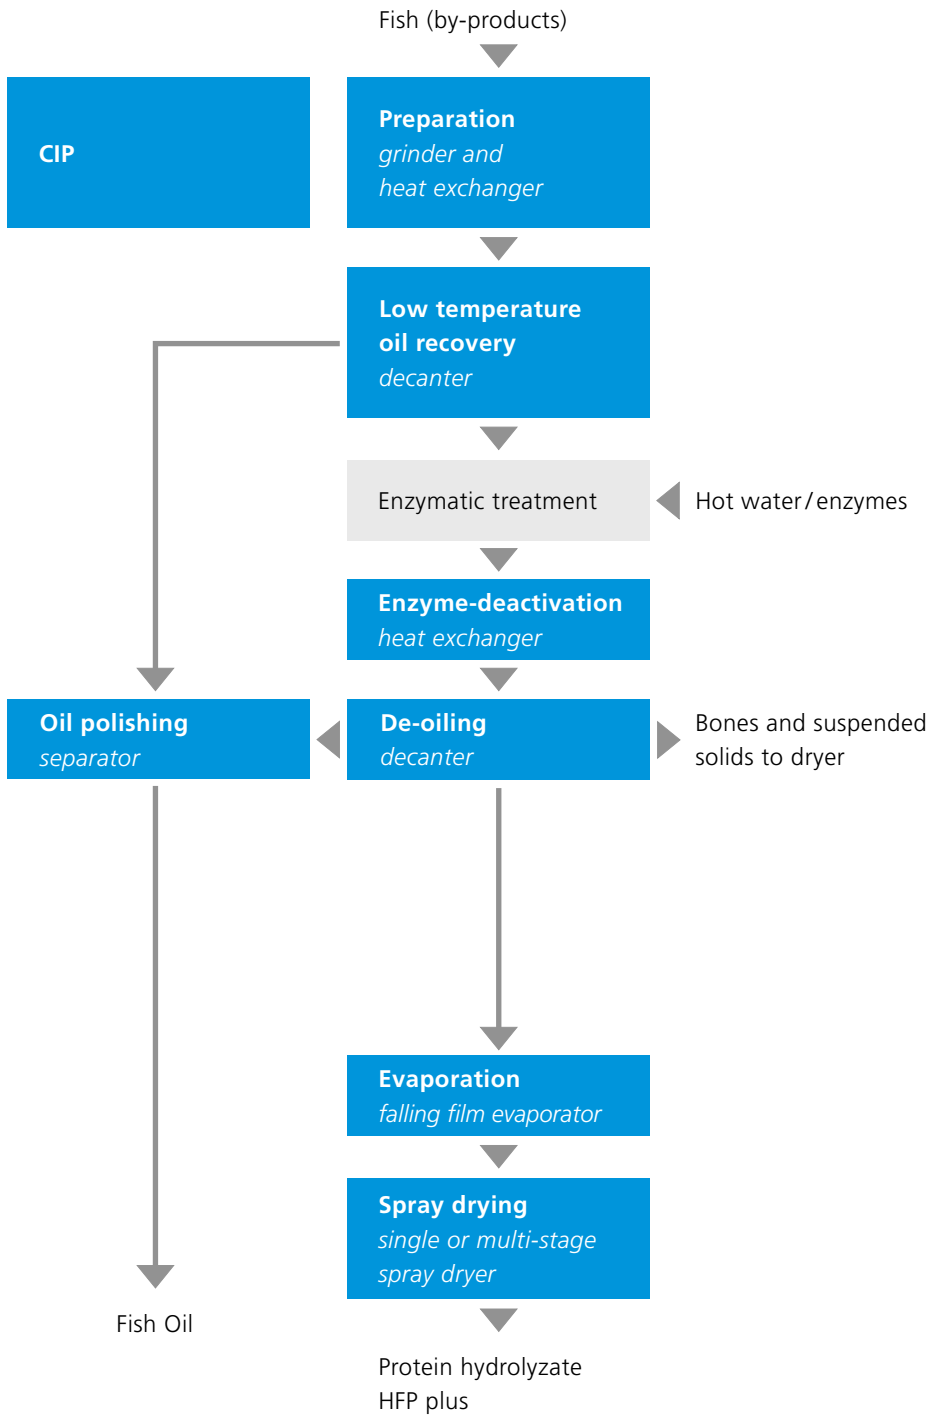 Fish (by-products)
CIP
Preparation
grinder and
heat exchanger
Low temperature
oil recovery
decanter
Enzymatic treatment
Hot water/enzymes
Enzyme-deactivation
heat exchanger
Oil polishing
separator
De-oiling
decanter
Bones and suspended
solids to dryer
Evaporation
falling film evaporator
Spray drying
single or multi-stage
spray dryer
Fish Oil
Protein hydrolyzate
HFP plus